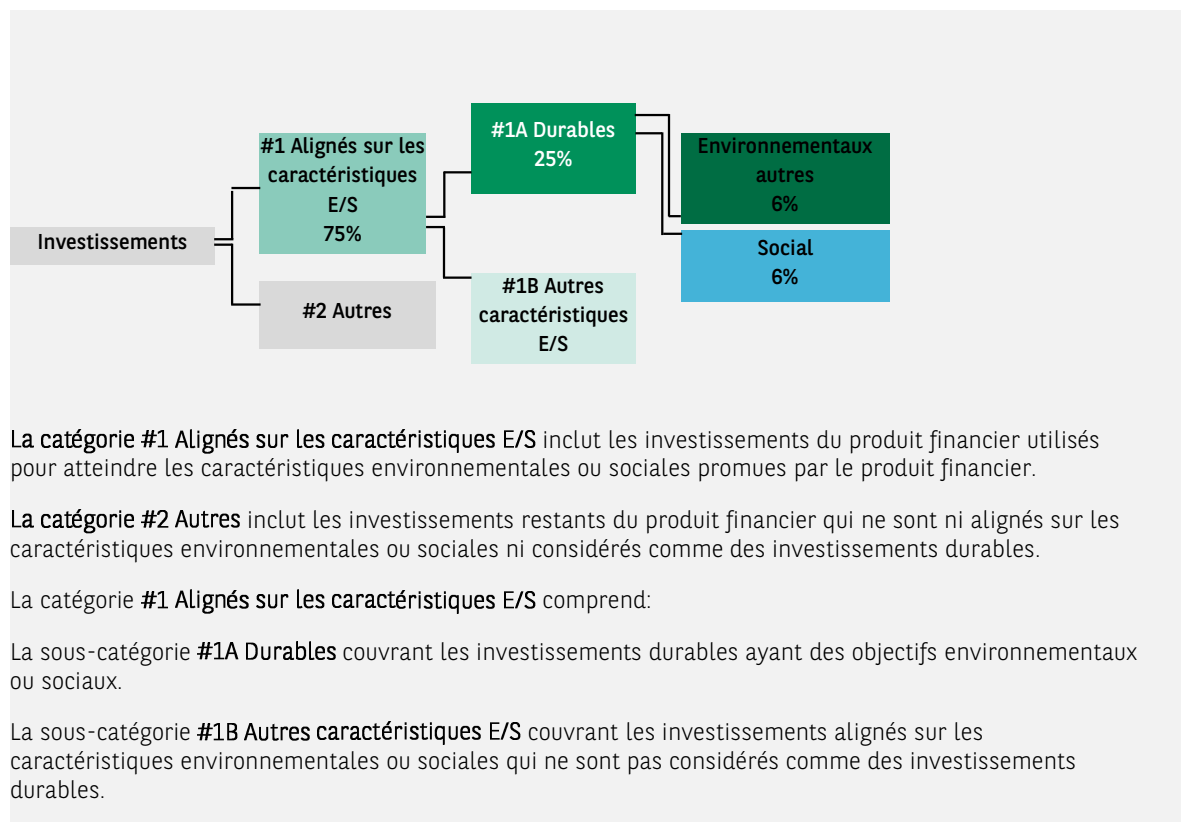 #1A Durables
25%
#1 Alignés sur les
caractéristiques
E/S
75%
Environnementaux
autres
6%
Investissements
Social
6%
#2 Autres
#1B Autres
caractéristiques
E/S
La catégorie #1 Alignés sur les caractéristiques E/S inclut les investissements du produit financier utilisés
pour atteindre les caractéristiques environnementales ou sociales promues par le produit financier.
La catégorie #2 Autres inclut les investissements restants du produit financier qui ne sont ni alignés sur les
caractéristiques environnementales ou sociales ni considérés comme des investissements durables.
La catégorie #1 Alignés sur les caractéristiques E/S comprend:
La sous-catégorie #1A Durables couvrant les investissements durables ayant des objectifs environnementaux
ou sociaux.
La sous-catégorie #1B Autres caractéristiques E/S couvrant les investissements alignés sur les
caractéristiques environnementales ou sociales qui ne sont pas considérés comme des investissements
durables.